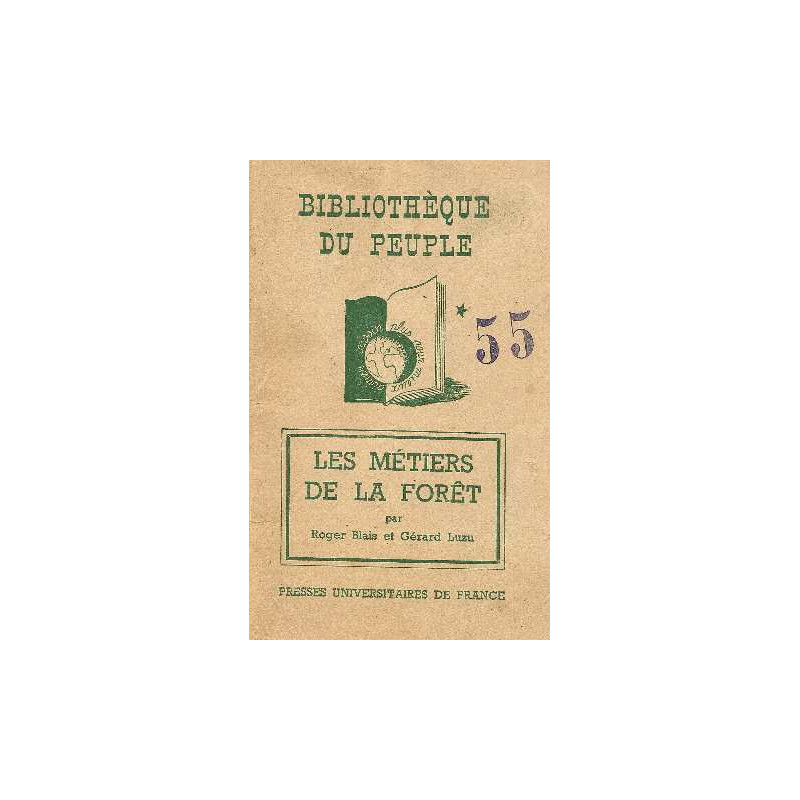 BIBLIOTHÈQUE
DU PEUPLE
55
LES MÉTIERS
DE LA FORÊT
par
Roger Blais et Gérard Luzu
PRESSES UNIVERSITAIRES DE FRANCE